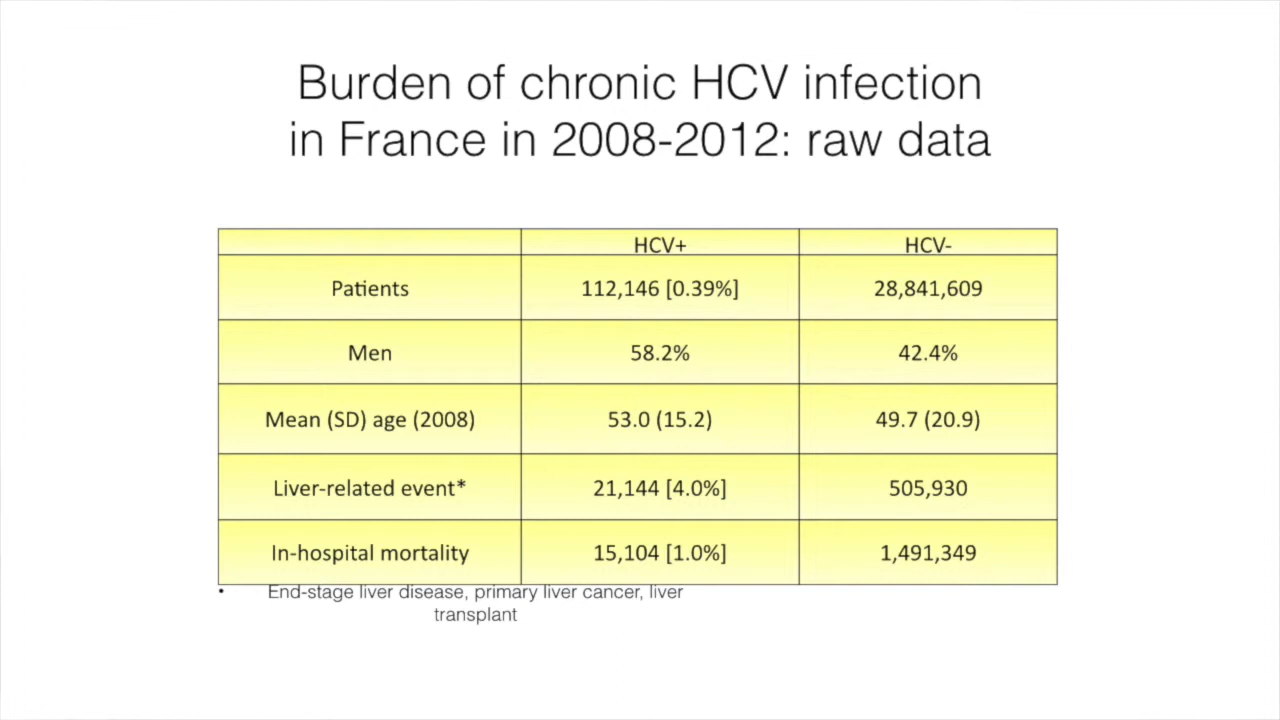 Burden of chronic HCV infection
in France in 2008-2012: raw data
HCV+ HCV-
Patients 112,146 [0.39%] 28,841,609
Men 58.2% 42.4%
Mean (SD) age (2008) 53.0 (15.2) 49.7 (20.9)
Liver-related event* 21,144 [4.0%] 505,930
In-hospital mortality 15,104 [1.0%] 1,491,349
• End-stage liver disease, primary liver cancer, liver
transplant